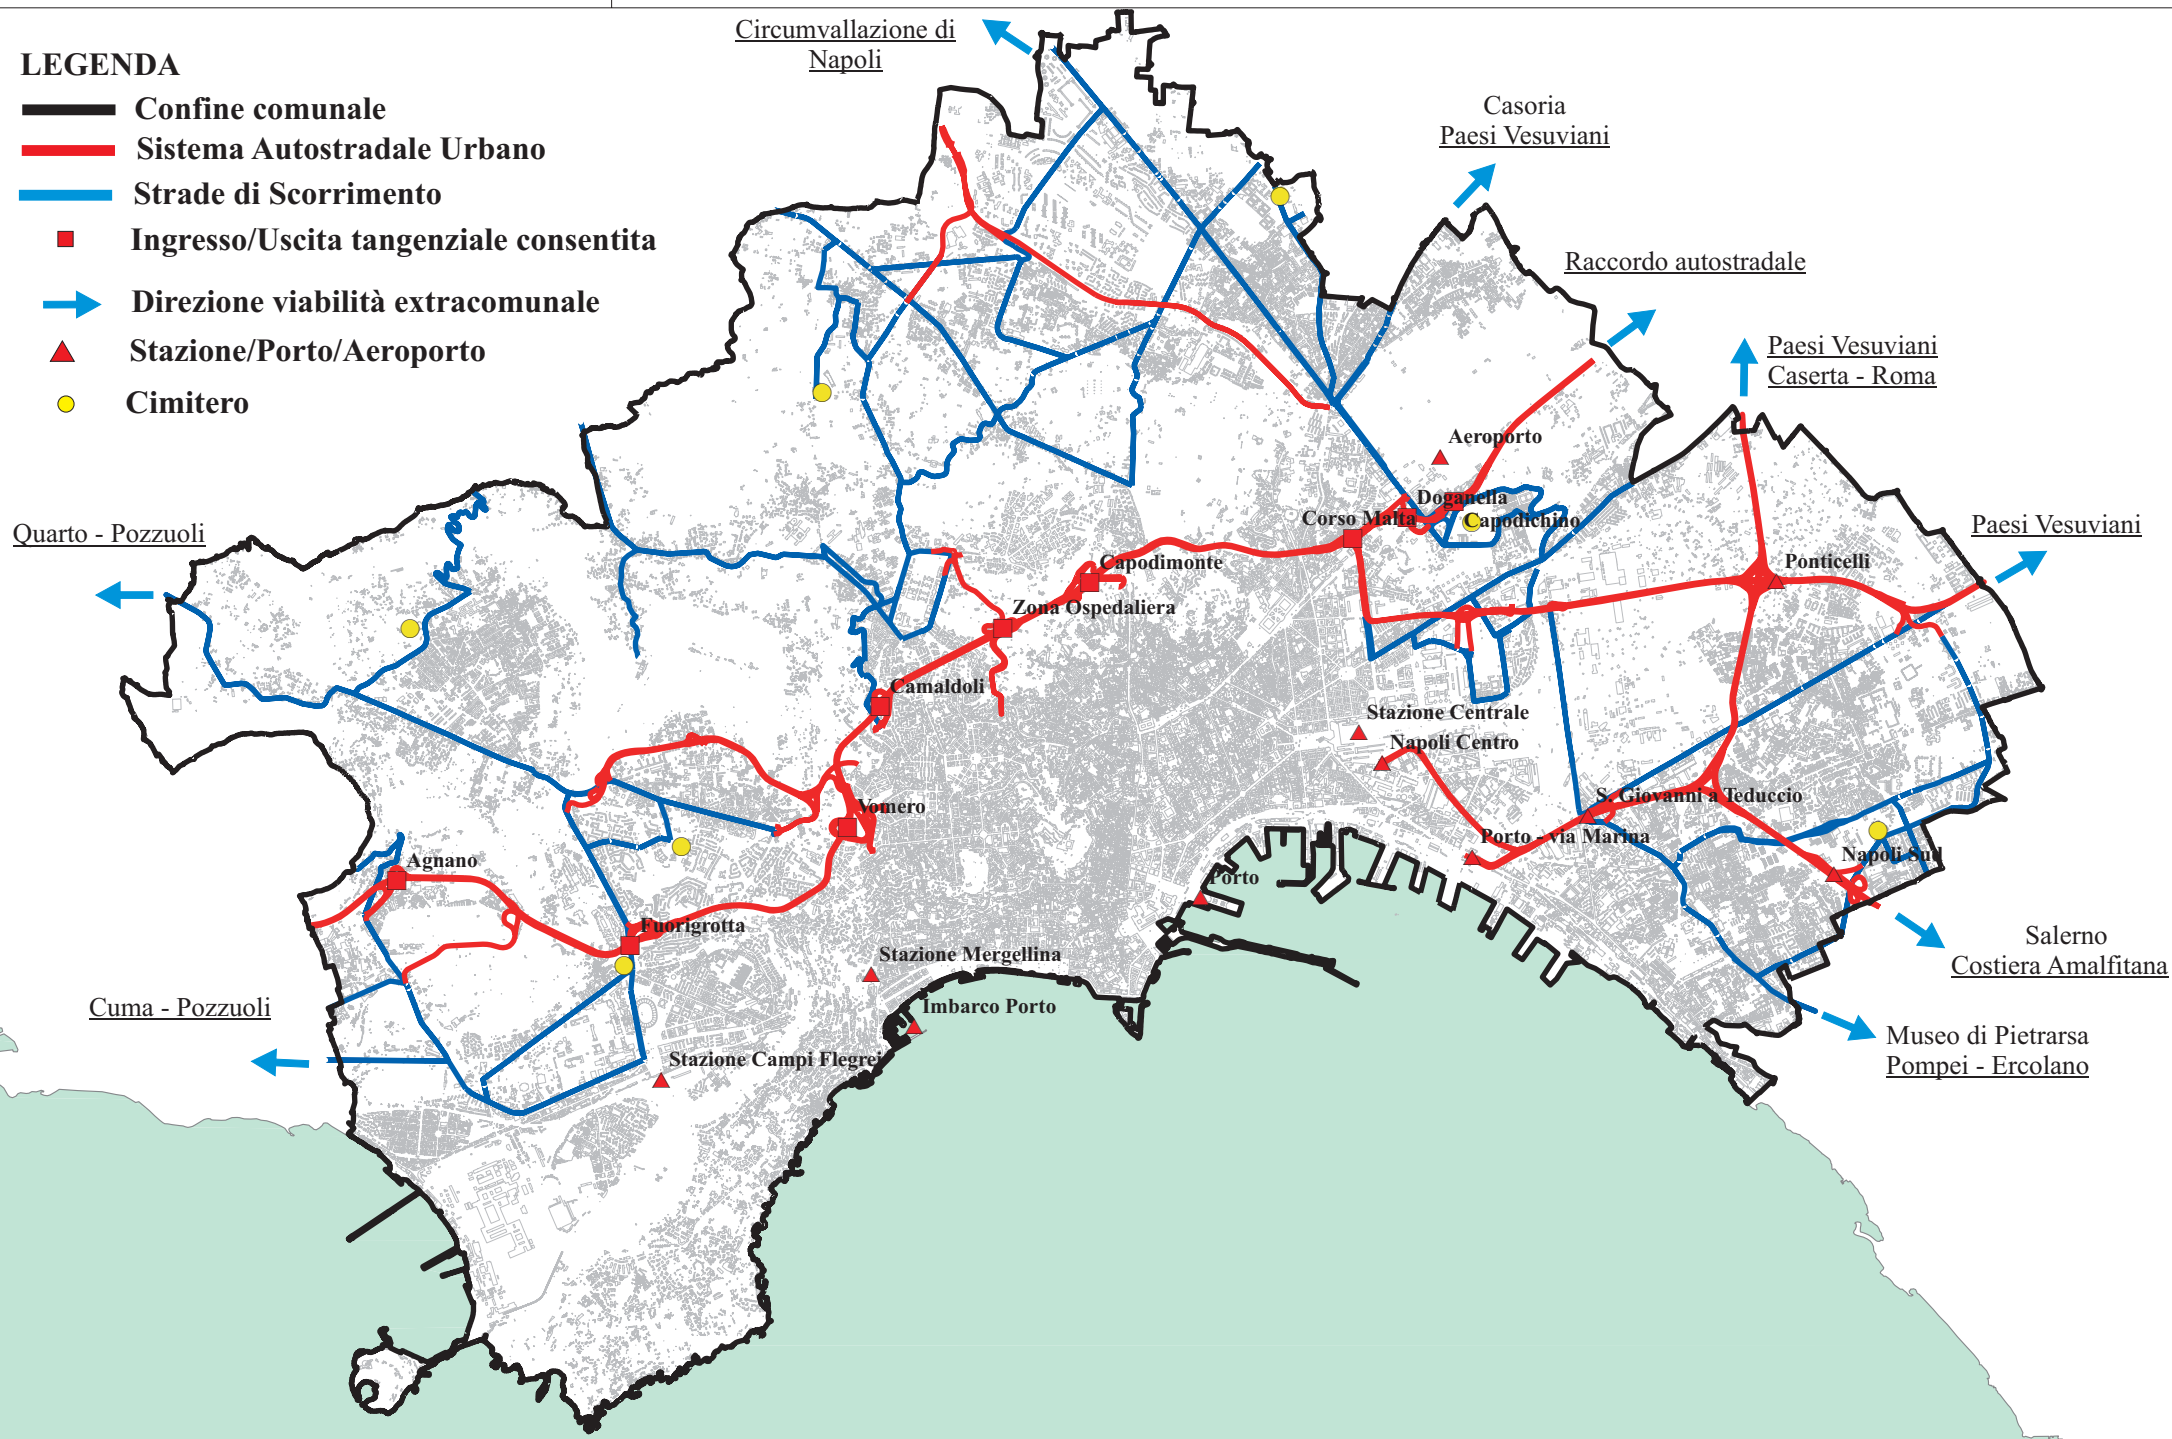 LEGENDA
Confine comunale
Sistema Autostradale Urbano
Strade di Scorrimento
Ingresso/Uscita tangenziale consentita
Direzione viabilità extracomunale
Stazione/Porto/Aeroporto
Cimitero
Circumvallazione di
Napoli
Casoria
Paesi Vesuviani
Raccordo autostradale
Paesi Vesuviani
Caserta - Roma
Aeroporto
Doganella
Corso Malta
Capodichino
Quarto - Pozzuoli
Paesi Vesuviani
Capodimonte
Ponticelli
Zona Ospedaliera
Camaldoli
Stazione Centrale
Napoli Centro
Vomero
S. Giovanni a Teduccio
Porto - via Marina
Agnano
Napoli Sud
Porto
Fuorigrotta
Stazione Mergellina
Salerno
Costiera Amalfitana
Cuma - Pozzuoli
Imbarco Porto
Museo di Pietrarsa
Pompei - Ercolano
Stazione Campi Flegrei